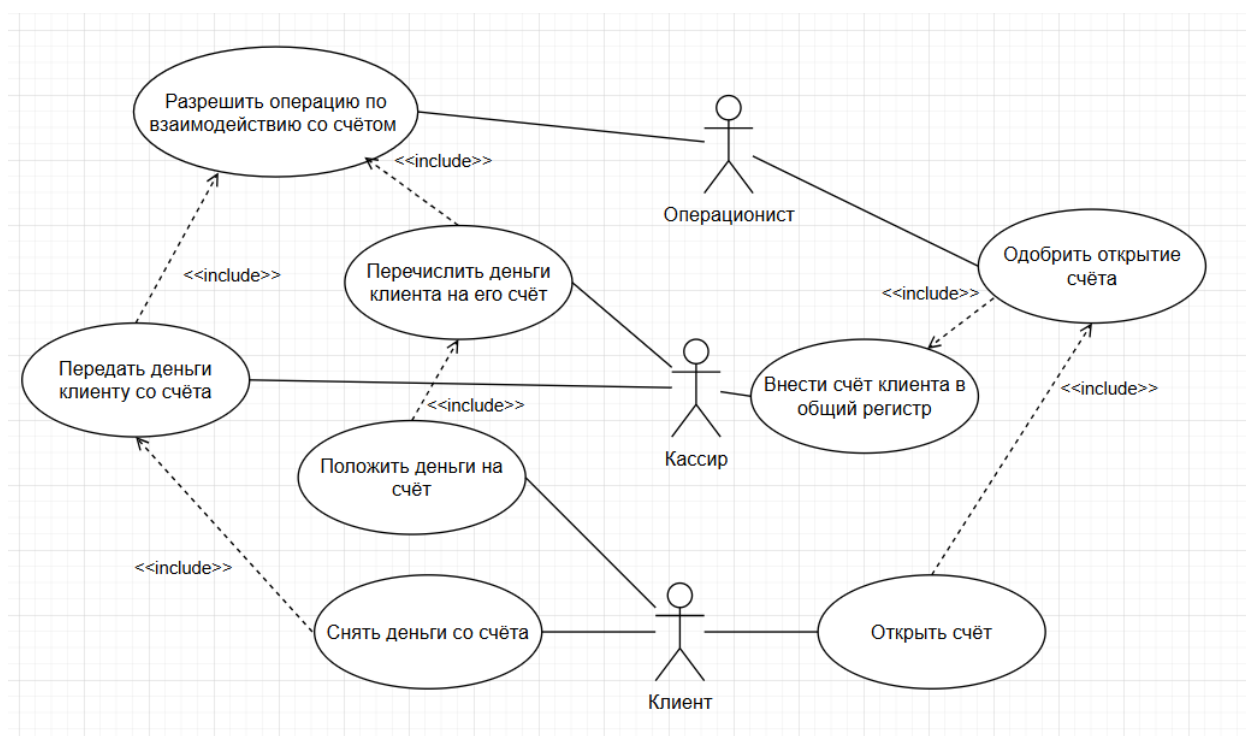 Разрешить операцию по
взаимодействию со счётом
<<include>>
Операционист
<<include>>
Перечислить деньги
клиента на его счёт
Одобрить открытие
счёта
<<include>>
Передать деньги
клиенту со счёта
<<include>>
Внести счёт клиента в
общий регистр
<<include>>
Кассир
Положить деньги на
счёт
<<include>>
Снять деньги со счёта
Открыть счёт
Клиент